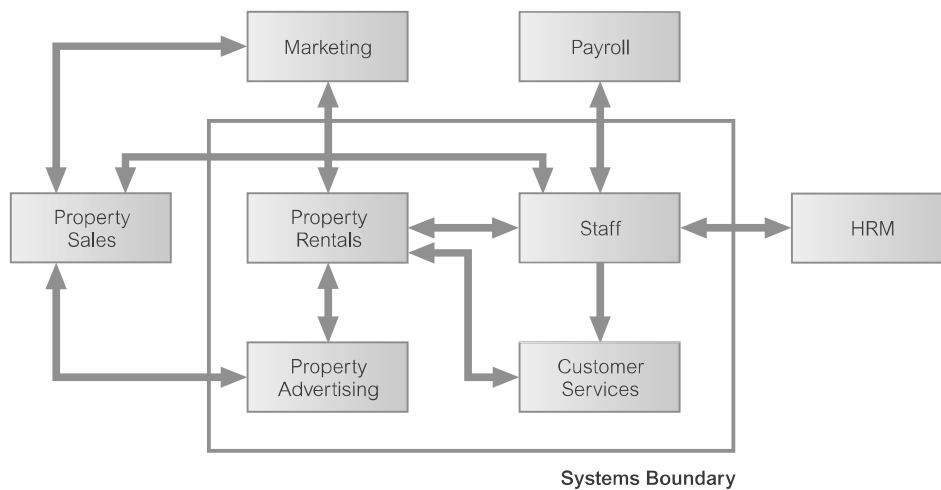 Marketing
Payroll
Property
Sales
Property
Rentals
Staff
HRM
Property
Advertising
Customer
Services
Systems Boundary